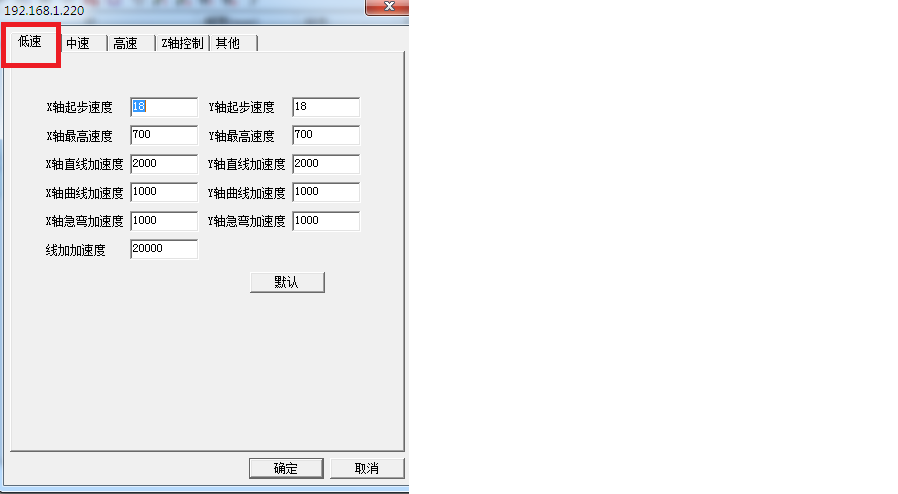 192.168.1.220
低速 中速 高速 Z轴控制 其他
X轴起步速度 18 Y轴起步速度 18
X轴最高速度 700 Y轴最高速度 700
X轴直线加速度 2000 Y轴直线加速度 2000
X轴曲线加速度 1000 Y轴曲线加速度 1000
X轴急弯加速度 1000 Y轴急弯加速度 1000
线加加速度 20000
默认
确定 取消